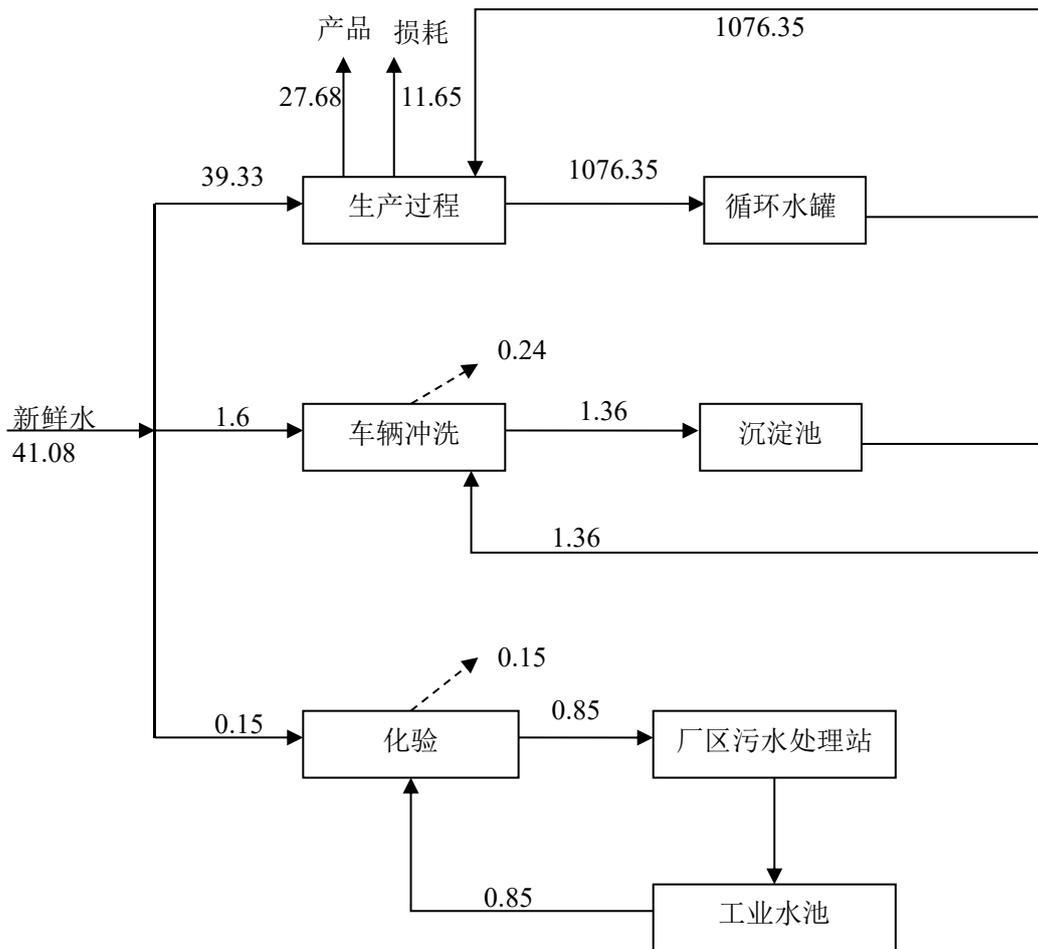 产品
损耗
1076.35
27.68
11.65
39.33
1076.35
生产过程
循环水罐
0.24
新鲜水
1.6
车辆冲洗
1.36
沉淀池
41.08
1.36
0.15
0.15
化验
0.85
厂区污水处理站
0.85
工业水池